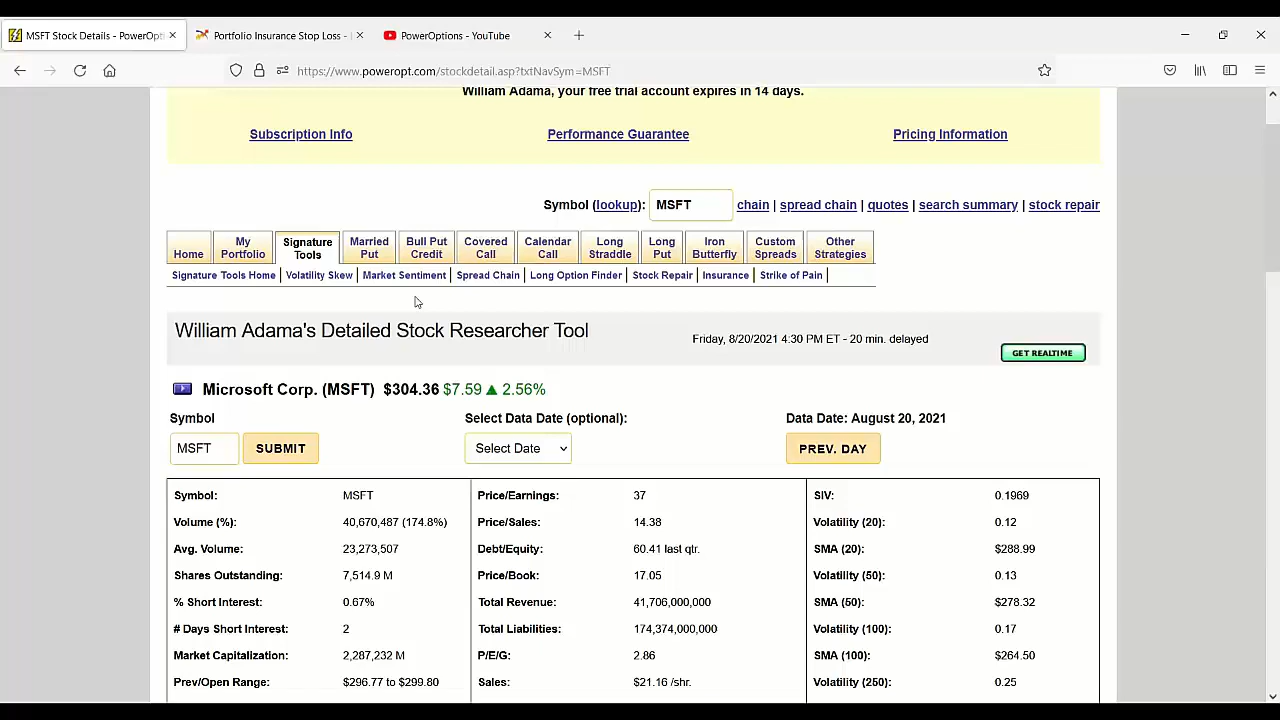 MSFT Stock Details - PowerOpti
Portfolio Insurance Stop Loss -
PowerOptions - YouTube
https://www.poweropt.com/stockdetail.asp?txtNavSym=MSFT
William Adama, your free trial account expires in 14 days.
Subscription Info Performance Guarantee Pricing Information
Symbol (lookup): MSFT chain | spread chain | quotes | search summary | stock repair
Home My Portfolio Signature Tools Married Put Bull Put Credit Covered Call Calendar Call Long Straddle Long Put Iron Butterfly Custom Spreads Other Strategies
Signature Tools Home | Volatility Skew | Market Sentiment | Spread Chain | Long Option Finder | Stock Repair | Insurance | Strike of Pain |
William Adama's Detailed Stock Researcher Tool Friday, 8/20/2021 4:30 PM ET - 20 min. delayed
GET REALTIME
Microsoft Corp. (MSFT) $304.36 $7.59 ▲ 2.56%
Symbol Select Data Date (optional): Data Date: August 20, 2021
MSFT SUBMIT Select Date PREV. DAY
Symbol: MSFT Price/Earnings: 37 SIV: 0.1969
Volume (%): 40,670,487 (174.8%) Price/Sales: 14.38 Volatility (20): 0.12
Avg. Volume: 23,273,507 Debt/Equity: 60.41 last qtr. SMA (20): $288.99
Shares Outstanding: 7,514.9 M Price/Book: 17.05 Volatility (50): 0.13
% Short Interest: 0.67% Total Revenue: 41,706,000,000 SMA (50): $278.32
# Days Short Interest: 2 Total Liabilities: 174,374,000,000 Volatility (100): 0.17
Market Capitalization: 2,287,232 M P/E/G: 2.86 SMA (100): $264.50
Prev/Open Range: $296.77 to $299.80 Sales: $21.16 /shr. Volatility (250): 0.25